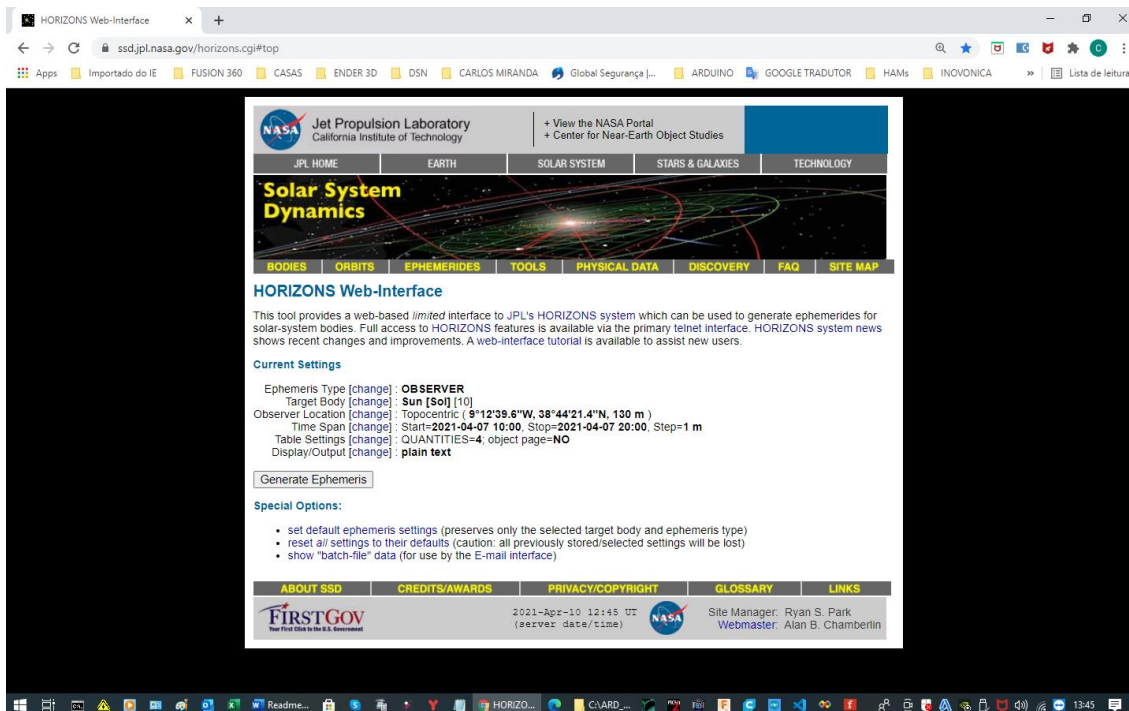 HORIZONS Web-Interface
ssd.jpl.nasa.gov/horizons.cgi#top
Apps Importado do IE FUSION 360 CASAS ENDER 3D DSN CARLOS MIRANDA Global Segurança |... ARDUINO GOOGLE TRADUTOR HAMs INOVONICA » Lista de leitura
NASA
Jet Propulsion Laboratory
California Institute of Technology
+ View the NASA Portal
+ Center for Near-Earth Object Studies
JPL HOME EARTH SOLAR SYSTEM STARS & GALAXIES TECHNOLOGY
Solar System
Dynamics
BODIES ORBITS EPHEMERIDES TOOLS PHYSICAL DATA DISCOVERY FAQ SITE MAP
HORIZONS Web-Interface
This tool provides a web-based limited interface to JPL's HORIZONS system which can be used to generate ephemerides for
solar-system bodies. Full access to HORIZONS features is available via the primary telnet interface. HORIZONS system news
shows recent changes and improvements. A web-interface tutorial is available to assist new users.
Current Settings
Ephemeris Type [change] : OBSERVER
Target Body [change] : Sun [Sol] [10]
Observer Location [change] : Topocentric ( 9°12'39.6''W, 38°44'21.4''N, 130 m )
Time Span [change] : Start=2021-04-07 10:00, Stop=2021-04-07 20:00, Step=1 m
Table Settings [change] : QUANTITIES=4; object page=NO
Display/Output [change] : plain text
Generate Ephemeris
Special Options:
• set default ephemeris settings (preserves only the selected target body and ephemeris type)
• reset all settings to their defaults (caution: all previously stored/selected settings will be lost)
• show "batch-file" data (for use by the E-mail interface)
ABOUT SSD CREDITS/AWARDS PRIVACY/COPYRIGHT GLOSSARY LINKS
FIRSTGOV
Your First Click to the U.S. Government
2021-Apr-10 12:45 UT
(server date/time)
NASA
Site Manager: Ryan S. Park
Webmaster: Alan B. Chamberlin
Readme... HORIZO... C:\ARD_... 13:45